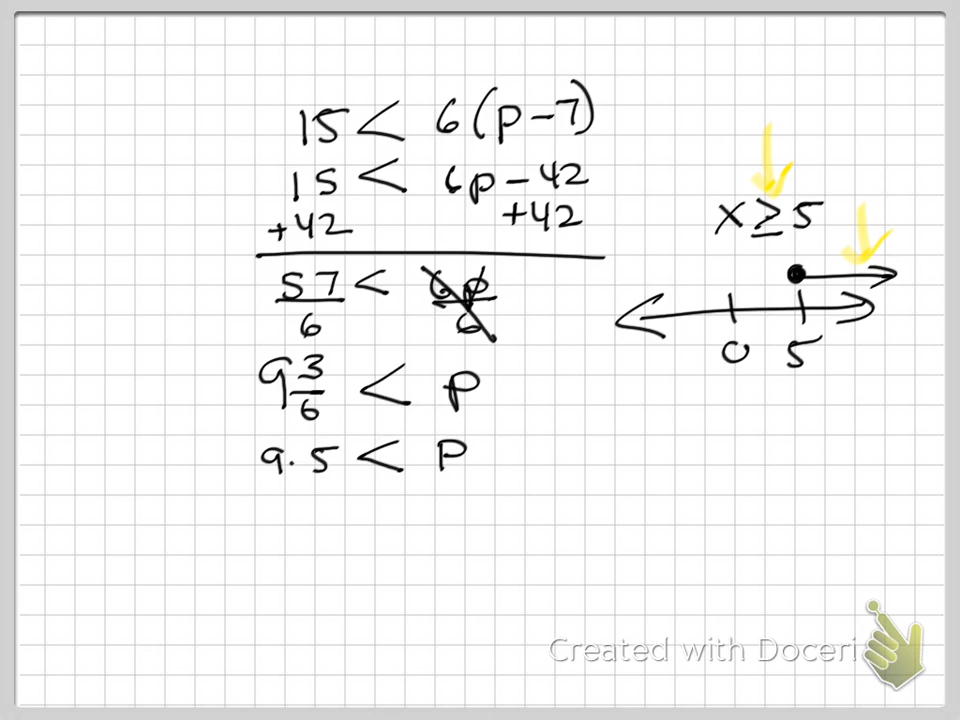 15 < 6(p-7)
15 < 6p - 42
+42 +42
57/6 < 6p/6
9 3/6 < p
9.5 < p
x ≥ 5
0 5
Created with Doceri